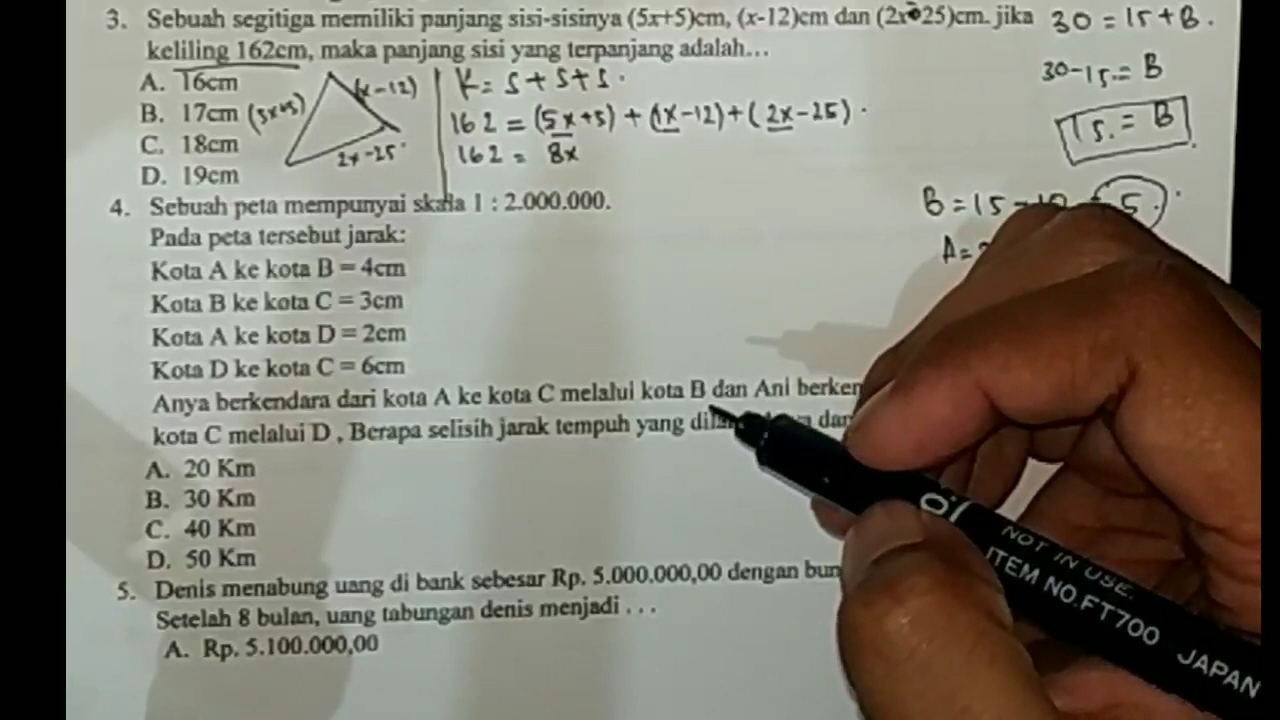 3. Sebuah segitiga memiliki panjang sisi-sisinya (5x+5)cm, (x-12)cm dan (2x-25)cm. jika
keliling 162cm, maka panjang sisi yang terpanjang adalah...
A. 16cm
B. 17cm
C. 18cm
D. 19cm
(5x+5)
(x-12)
2x-25
K = S + S + S .
162 = (5x+5) + (1x-12) + (2x-25) .
162 = 8x
30 = 15 + B .
30-15 = B
15 = B
B = 15 - 10 = 5 .
A =
4. Sebuah peta mempunyai skala 1 : 2.000.000.
Pada peta tersebut jarak:
Kota A ke kota B = 4cm
Kota B ke kota C = 3cm
Kota A ke kota D = 2cm
Kota D ke kota C = 6cm
Anya berkendara dari kota A ke kota C melalui kota B dan Ani
kota C melalui D , Berapa selisih jarak tempuh yang
A. 20 Km
B. 30 Km
C. 40 Km
D. 50 Km
5. Denis menabung uang di bank sebesar Rp. 5.000.000,00 dengan
Setelah 8 bulan, uang tabungan denis menjadi . . .
A. Rp. 5.100.000,00
NOT IN USE.
ITEM NO.FT700 JAPAN